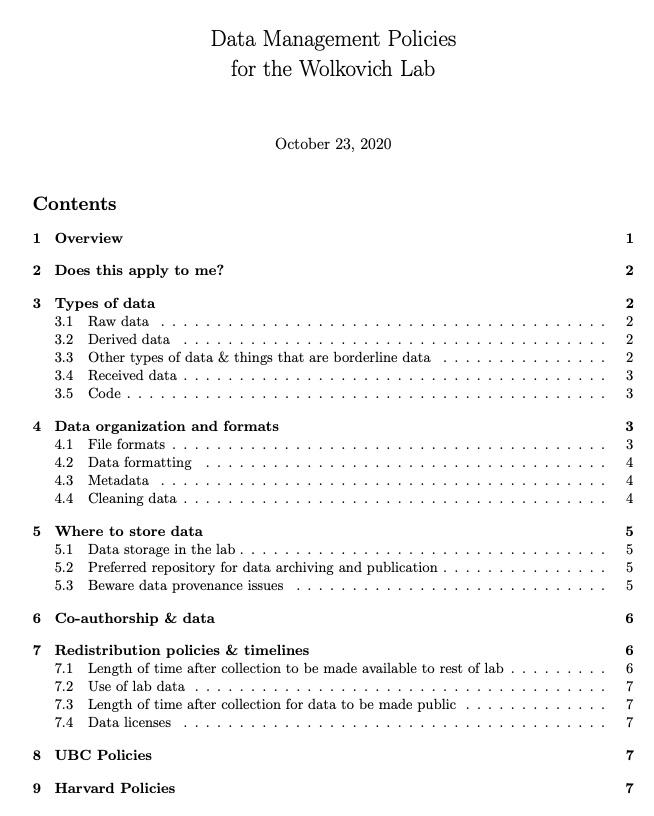 Data Management Policies
for the Wolkovich Lab
October 23, 2020
Contents
1 Overview 1
2 Does this apply to me? 2
3 Types of data 2
3.1 Raw data . . . . . . . . . . . . . . . . . . . . . . . . . . . . . . . . . . . . . . . . 2
3.2 Derived data . . . . . . . . . . . . . . . . . . . . . . . . . . . . . . . . . . . . . . 2
3.3 Other types of data & things that are borderline data . . . . . . . . . . . . . . . 2
3.4 Received data . . . . . . . . . . . . . . . . . . . . . . . . . . . . . . . . . . . . . . 3
3.5 Code . . . . . . . . . . . . . . . . . . . . . . . . . . . . . . . . . . . . . . . . . . . 3
4 Data organization and formats 3
4.1 File formats . . . . . . . . . . . . . . . . . . . . . . . . . . . . . . . . . . . . . . . 3
4.2 Data formatting . . . . . . . . . . . . . . . . . . . . . . . . . . . . . . . . . . . . 4
4.3 Metadata . . . . . . . . . . . . . . . . . . . . . . . . . . . . . . . . . . . . . . . . 4
4.4 Cleaning data . . . . . . . . . . . . . . . . . . . . . . . . . . . . . . . . . . . . . . 4
5 Where to store data 5
5.1 Data storage in the lab . . . . . . . . . . . . . . . . . . . . . . . . . . . . . . . . . 5
5.2 Preferred repository for data archiving and publication . . . . . . . . . . . . . . . 5
5.3 Beware data provenance issues . . . . . . . . . . . . . . . . . . . . . . . . . . . . 5
6 Co-authorship & data 6
7 Redistribution policies & timelines 6
7.1 Length of time after collection to be made available to rest of lab . . . . . . . . . 6
7.2 Use of lab data . . . . . . . . . . . . . . . . . . . . . . . . . . . . . . . . . . . . . 7
7.3 Length of time after collection for data to be made public . . . . . . . . . . . . . 7
7.4 Data licenses . . . . . . . . . . . . . . . . . . . . . . . . . . . . . . . . . . . . . . 7
8 UBC Policies 7
9 Harvard Policies 7